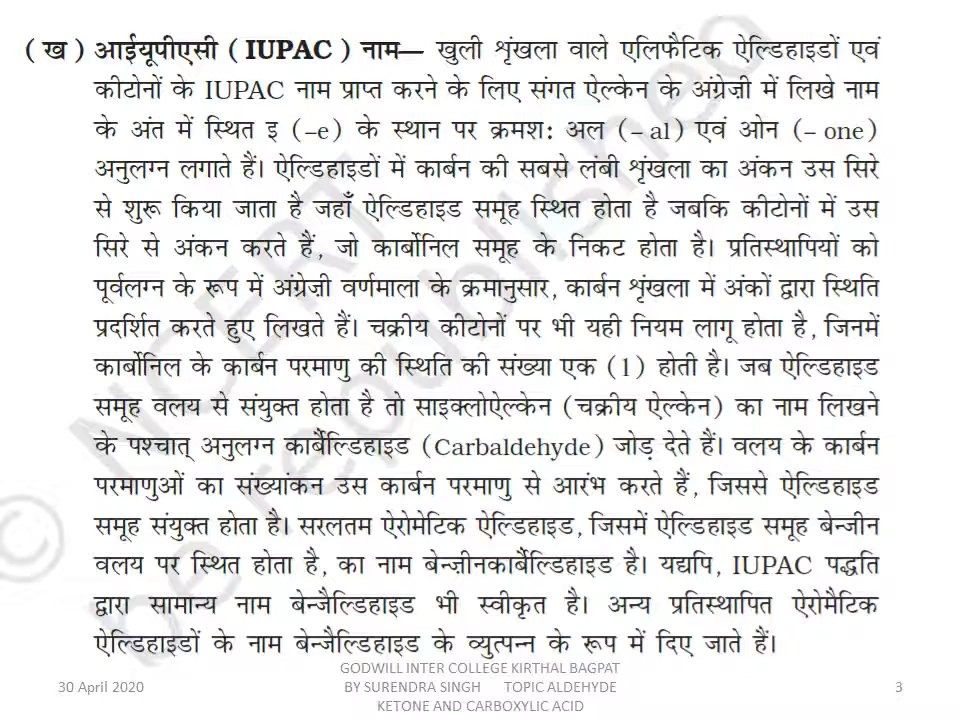 ( ख ) आईयूपीएसी ( IUPAC ) नाम— खुली शृंखला वाले एलिफैटिक ऐल्डिहाइडों एवं
कीटोनों के IUPAC नाम प्राप्त करने के लिए संगत ऐल्केन के अंग्रेज़ी में लिखे नाम
के अंत में स्थित इ (–e) के स्थान पर क्रमश: अल (– al) एवं ओन (– one)
अनुलग्न लगाते हैं। ऐल्डिहाइडों में कार्बन की सबसे लंबी शृंखला का अंकन उस सिरे
से शुरू किया जाता है जहाँ ऐल्डिहाइड समूह स्थित होता है जबकि कीटोनों में उस
सिरे से अंकन करते हैं, जो कार्बोनिल समूह के निकट होता है। प्रतिस्थापियों को
पूर्वलग्न के रूप में अंग्रेज़ी वर्णमाला के क्रमानुसार, कार्बन शृंखला में अंकों द्वारा स्थिति
प्रदर्शित करते हुए लिखते हैं। चक्रीय कीटोनों पर भी यही नियम लागू होता है, जिनमें
कार्बोनिल के कार्बन परमाणु की स्थिति की संख्या एक (1) होती है। जब ऐल्डिहाइड
समूह वलय से संयुक्त होता है तो साइक्लोऐल्केन (चक्रीय ऐल्केन) का नाम लिखने
के पश्चात् अनुलग्न कार्बैल्डिहाइड (Carbaldehyde) जोड़ देते हैं। वलय के कार्बन
परमाणुओं का संख्यांकन उस कार्बन परमाणु से आरंभ करते हैं, जिससे ऐल्डिहाइड
समूह संयुक्त होता है। सरलतम ऐरोमेटिक ऐल्डिहाइड, जिसमें ऐल्डिहाइड समूह बेन्जीन
वलय पर स्थित होता है, का नाम बेन्ज़ीनकार्बैल्डिहाइड है। यद्यपि, IUPAC पद्धति
द्वारा सामान्य नाम बेन्जैल्डिहाइड भी स्वीकृत है। अन्य प्रतिस्थापित ऐरोमैटिक
ऐल्डिहाइडों के नाम बेन्जैल्डिहाइड के व्युत्पन्न के रूप में दिए जाते हैं।
© NCERT
be republished
30 April 2020
GODWILL INTER COLLEGE KIRTHAL BAGPAT
BY SURENDRA SINGH TOPIC ALDEHYDE
KETONE AND CARBOXYLIC ACID
3